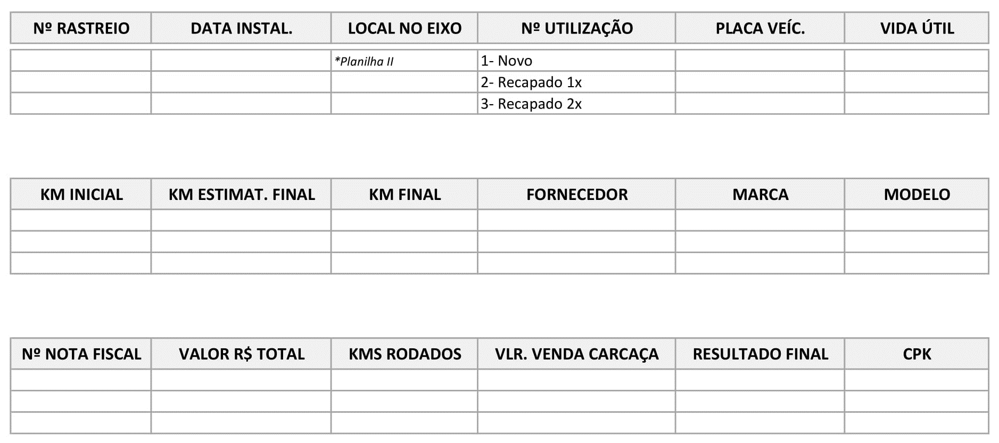 Nº RASTREIO DATA INSTAL. LOCAL NO EIXO Nº UTILIZAÇÃO PLACA VEÍC. VIDA ÚTIL
*Planilha II 1- Novo
2- Recapado 1x
3- Recapado 2x
KM INICIAL KM ESTIMAT. FINAL KM FINAL FORNECEDOR MARCA MODELO
Nº NOTA FISCAL VALOR R$ TOTAL KMS RODADOS VLR. VENDA CARCAÇA RESULTADO FINAL CPK